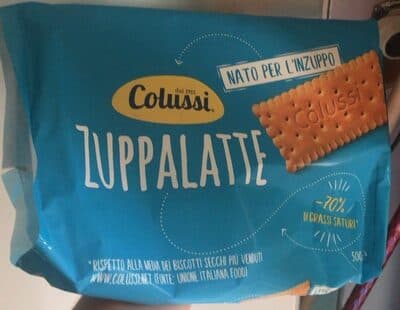 NATO PER L'INZUPPO
dal 1911
Colussi
Colussi
ZUPPALATTE
-70%
DI GRASSI SATURI*
*RISPETTO ALLA MEDIA DEI BISCOTTI SECCHI PIÙ VENDUTI
WWW.COLUSSI.NET (FONTE: UNIONE ITALIANA FOOD)